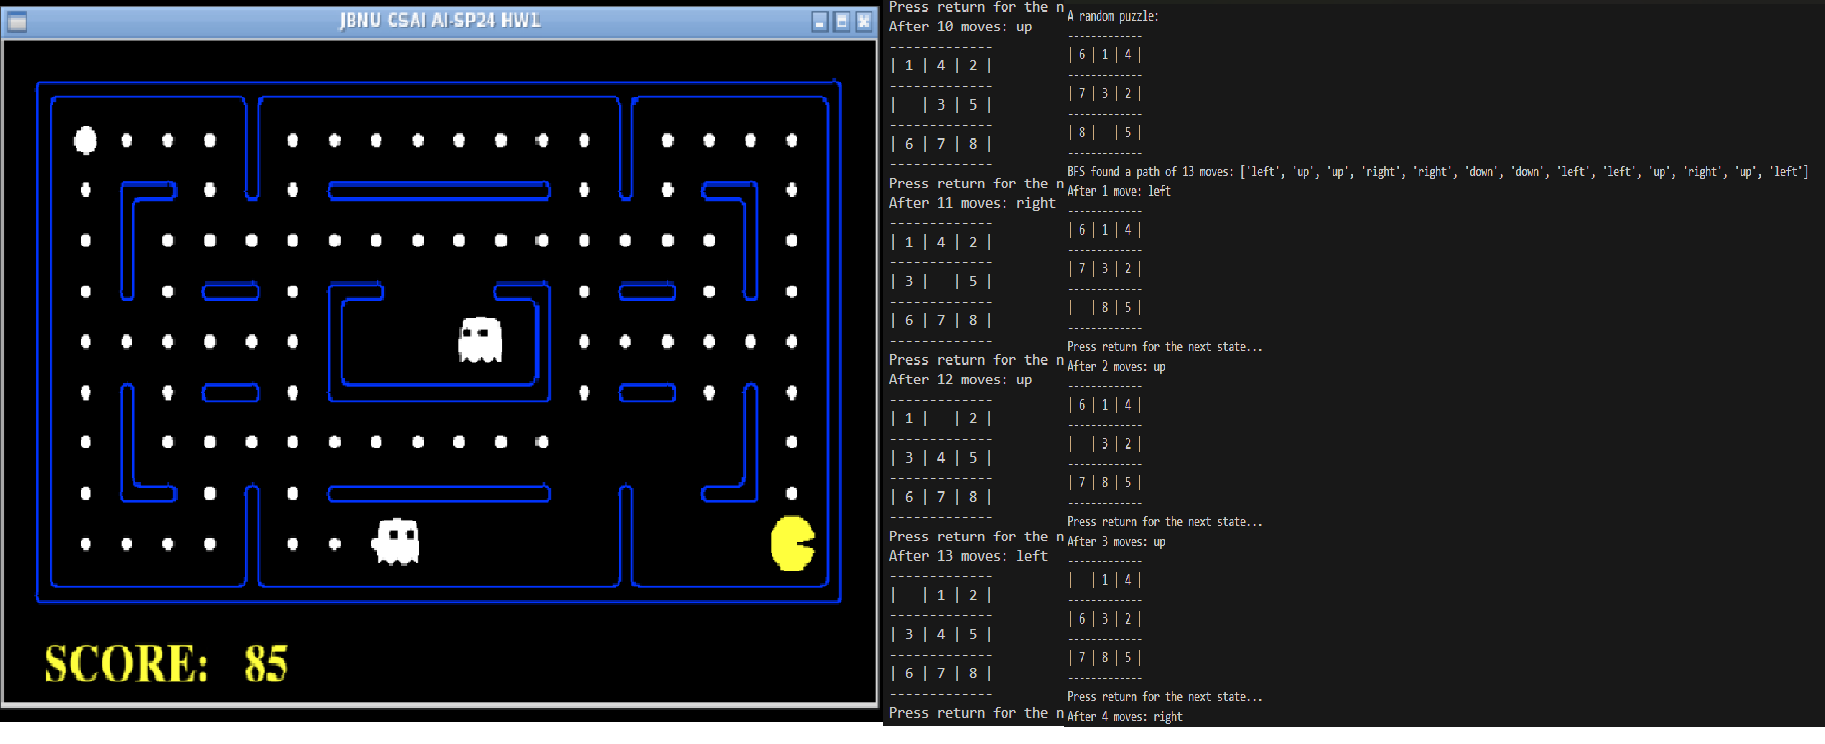 JBNU CSAI AI-SP24 HW1
SCORE: 85
Press return for the n
After 10 moves: up
-------------
| 1 | 4 | 2 |
-------------
|   | 3 | 5 |
-------------
| 6 | 7 | 8 |
-------------
Press return for the n
After 11 moves: right
-------------
| 1 | 4 | 2 |
-------------
| 3 |   | 5 |
-------------
| 6 | 7 | 8 |
-------------
Press return for the n
After 12 moves: up
-------------
| 1 |   | 2 |
-------------
| 3 | 4 | 5 |
-------------
| 6 | 7 | 8 |
-------------
Press return for the n
After 13 moves: left
-------------
|   | 1 | 2 |
-------------
| 3 | 4 | 5 |
-------------
| 6 | 7 | 8 |
-------------
Press return for the n
A random puzzle:
-------------
| 6 | 1 | 4 |
-------------
| 7 | 3 | 2 |
-------------
| 8 |   | 5 |
-------------
BFS found a path of 13 moves: ['left', 'up', 'up', 'right', 'right', 'down', 'down', 'left', 'left', 'up', 'right', 'up', 'left']
After 1 move: left
-------------
| 6 | 1 | 4 |
-------------
| 7 | 3 | 2 |
-------------
|   | 8 | 5 |
-------------
Press return for the next state...
After 2 moves: up
-------------
| 6 | 1 | 4 |
-------------
|   | 3 | 2 |
-------------
| 7 | 8 | 5 |
-------------
Press return for the next state...
After 3 moves: up
-------------
|   | 1 | 4 |
-------------
| 6 | 3 | 2 |
-------------
| 7 | 8 | 5 |
-------------
Press return for the next state...
After 4 moves: right